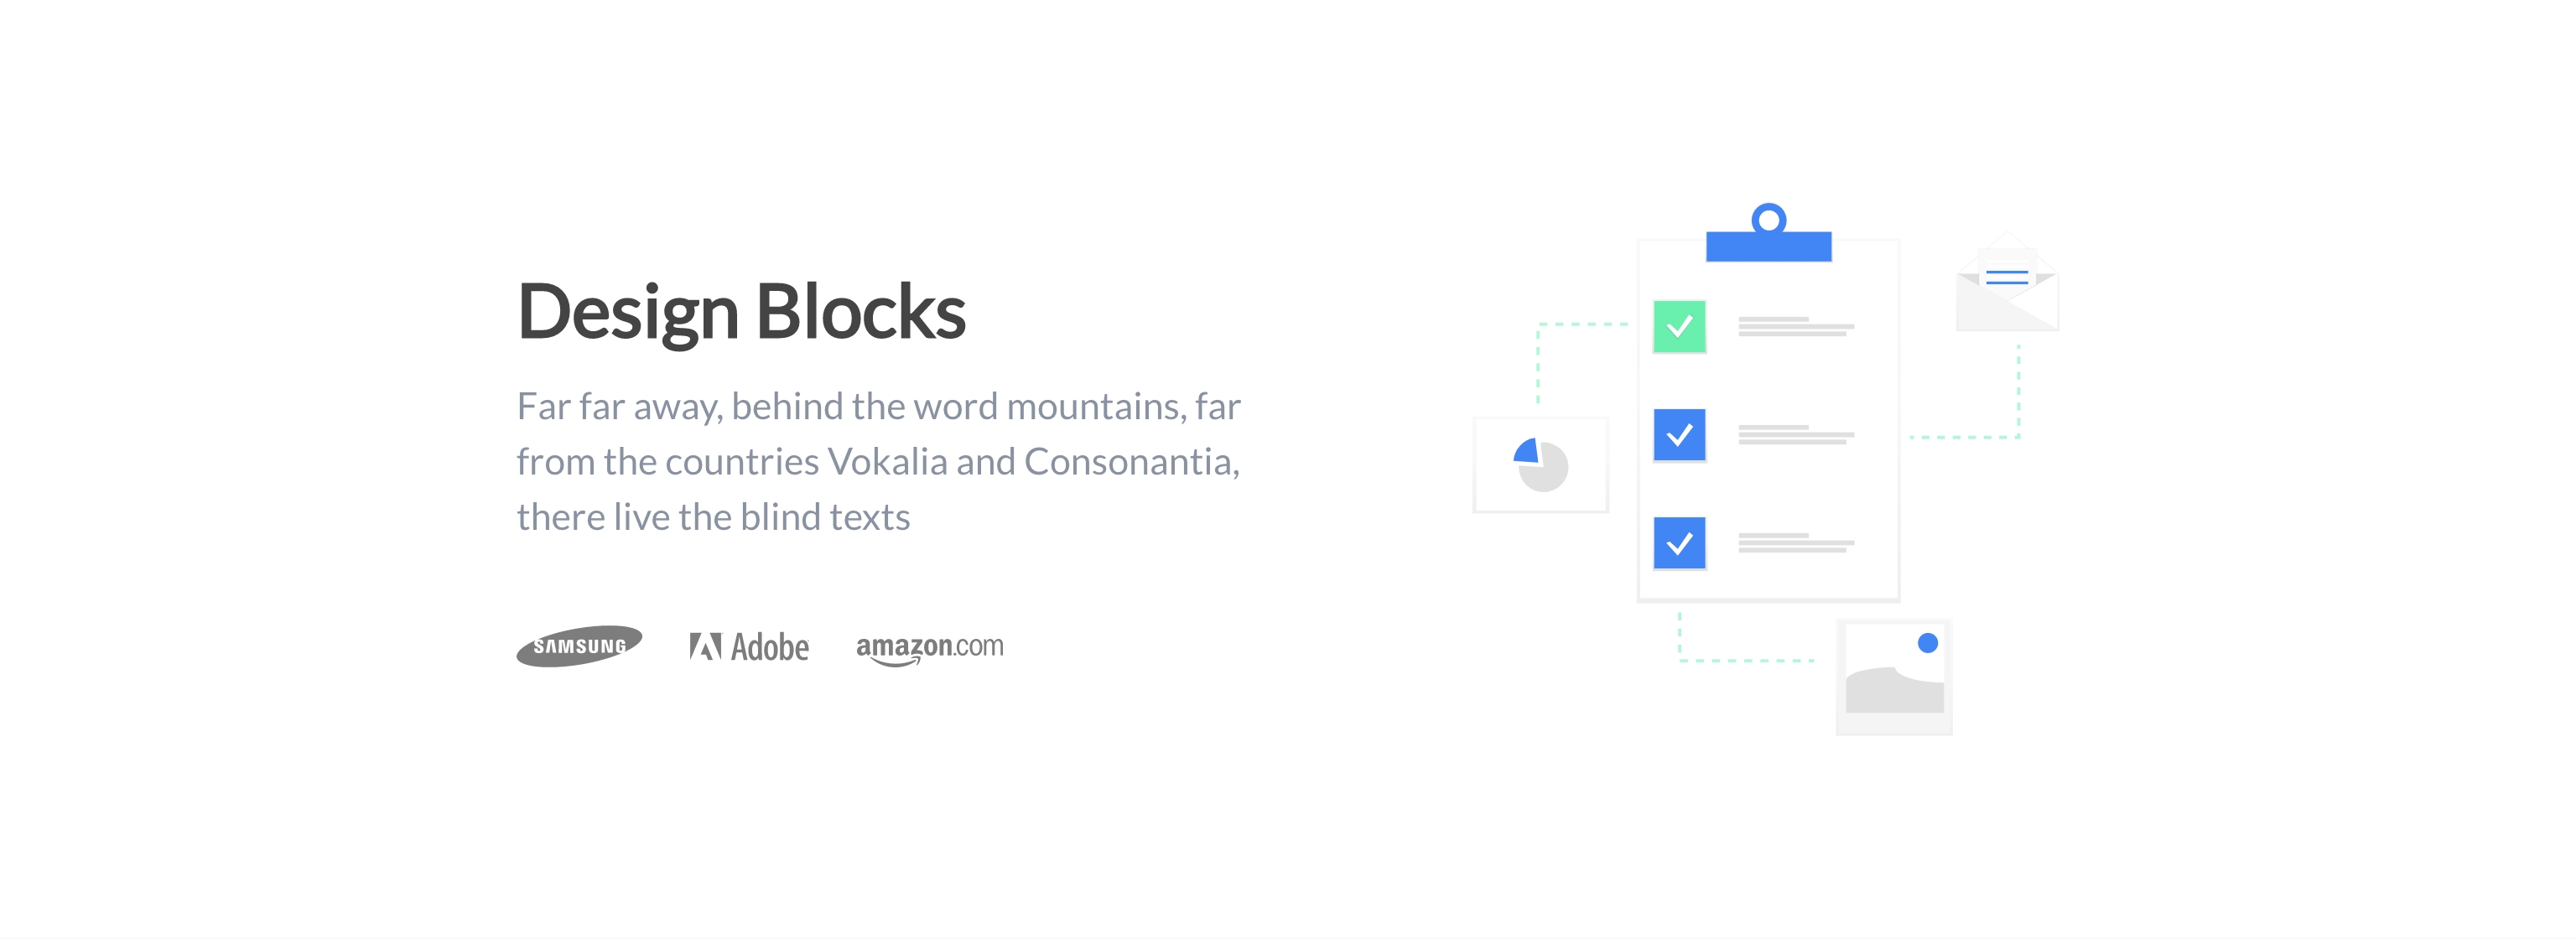 Design Blocks
Far far away, behind the word mountains, far
from the countries Vokalia and Consonantia,
there live the blind texts
SAMSUNG
Adobe
amazon.com